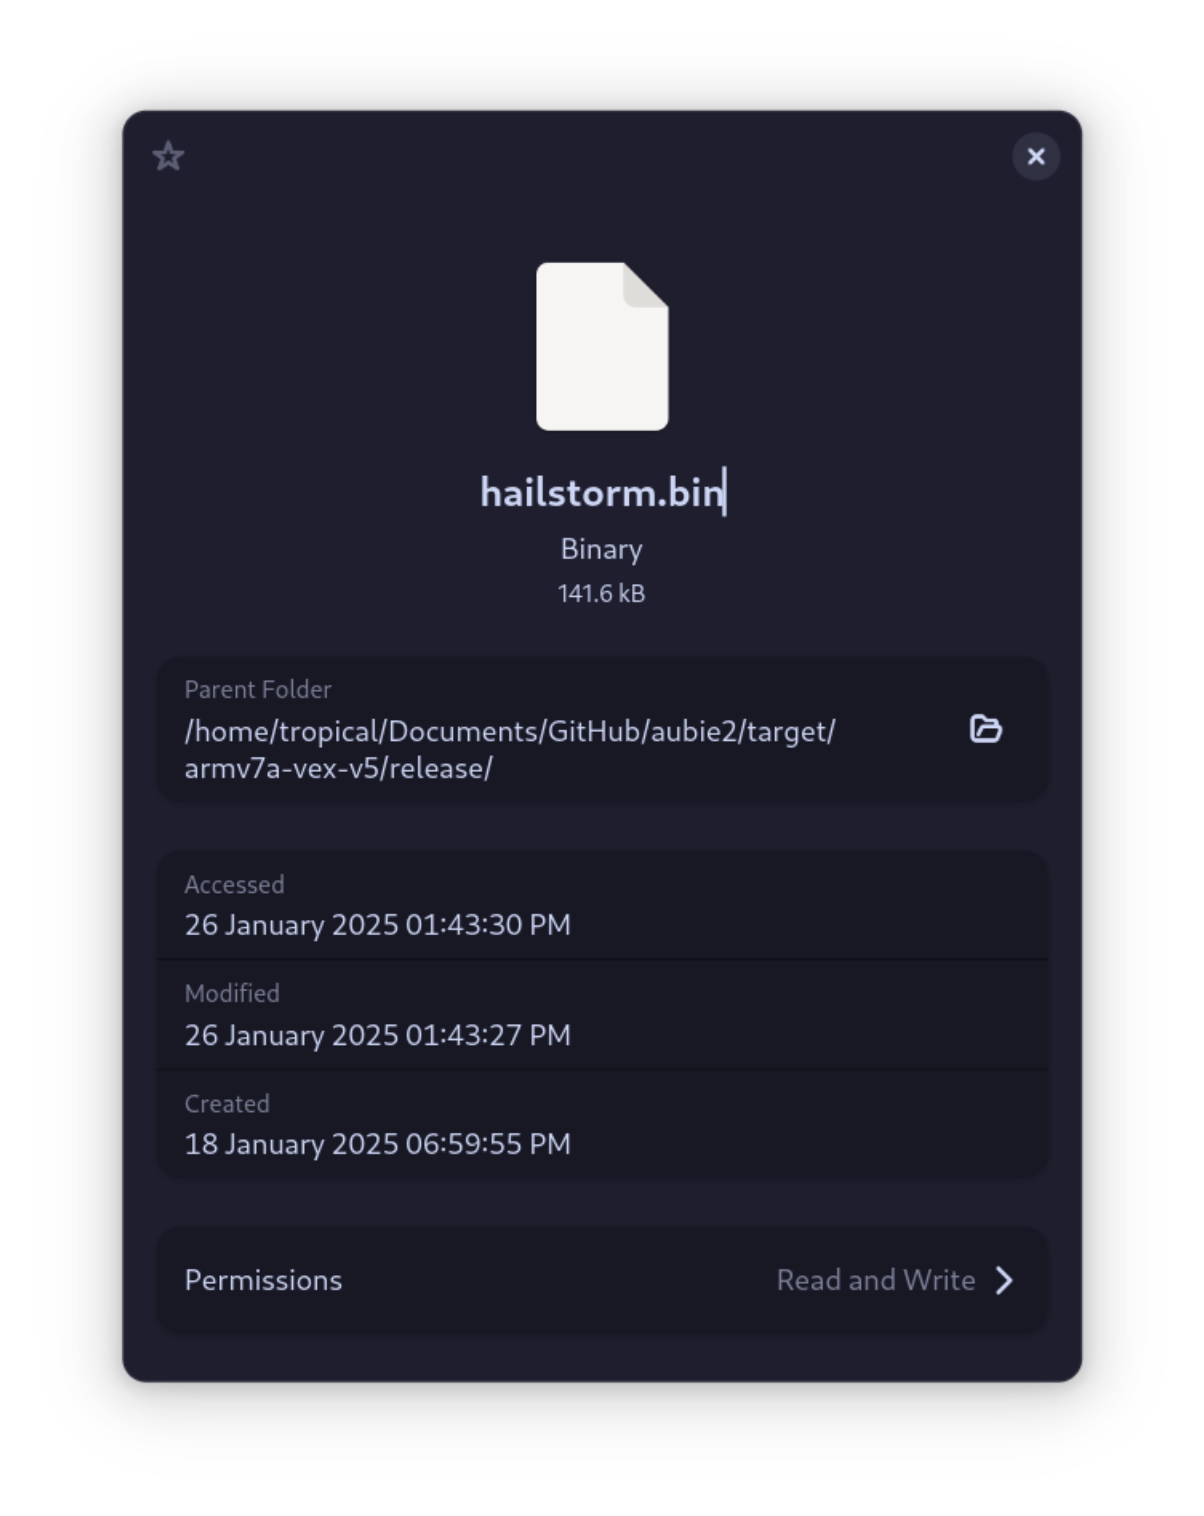 hailstorm.bin
Binary
141.6 kB
Parent Folder
/home/tropical/Documents/GitHub/aubie2/target/
armv7a-vex-v5/release/
Accessed
26 January 2025 01:43:30 PM
Modified
26 January 2025 01:43:27 PM
Created
18 January 2025 06:59:55 PM
Permissions Read and Write